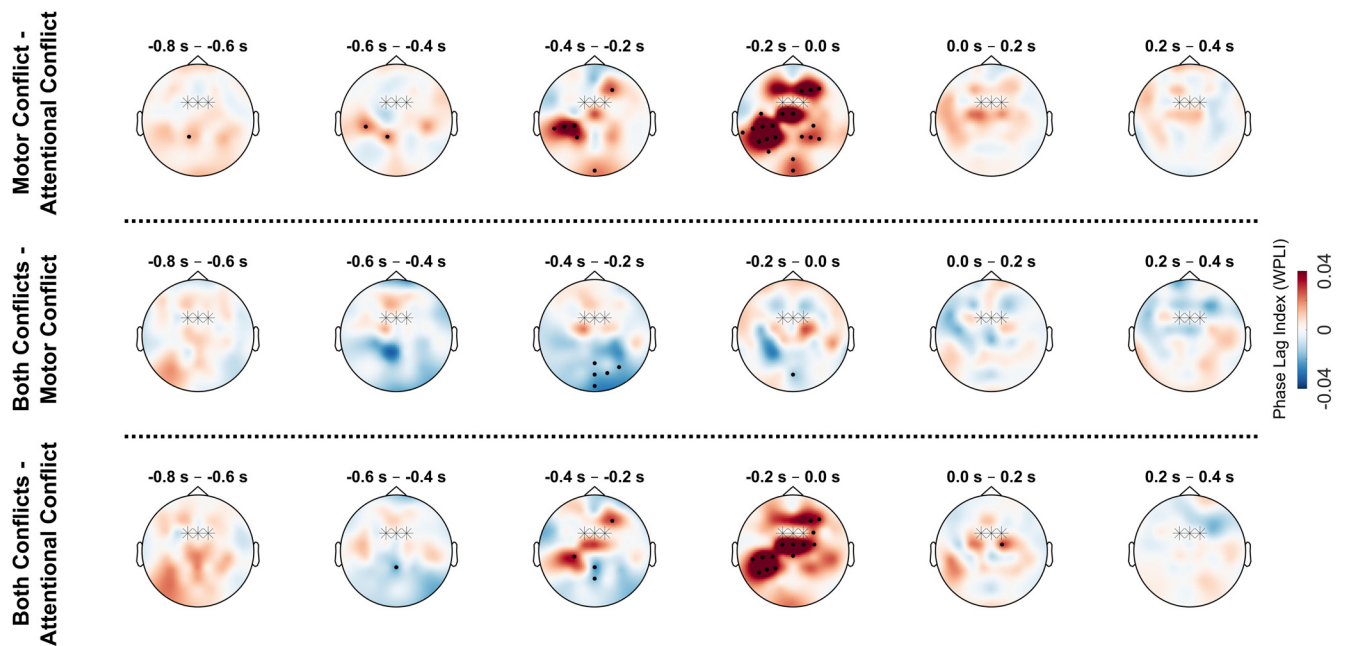 Motor Conflict -
Attentional Conflict
-0.8 s – -0.6 s
-0.6 s – -0.4 s
-0.4 s – -0.2 s
-0.2 s – 0.0 s
0.0 s – 0.2 s
0.2 s – 0.4 s
Both Conflicts -
Motor Conflict
-0.8 s – -0.6 s
-0.6 s – -0.4 s
-0.4 s – -0.2 s
-0.2 s – 0.0 s
0.0 s – 0.2 s
0.2 s – 0.4 s
Phase Lag Index (WPLI)
0.04
0
-0.04
Both Conflicts -
Attentional Conflict
-0.8 s – -0.6 s
-0.6 s – -0.4 s
-0.4 s – -0.2 s
-0.2 s – 0.0 s
0.0 s – 0.2 s
0.2 s – 0.4 s